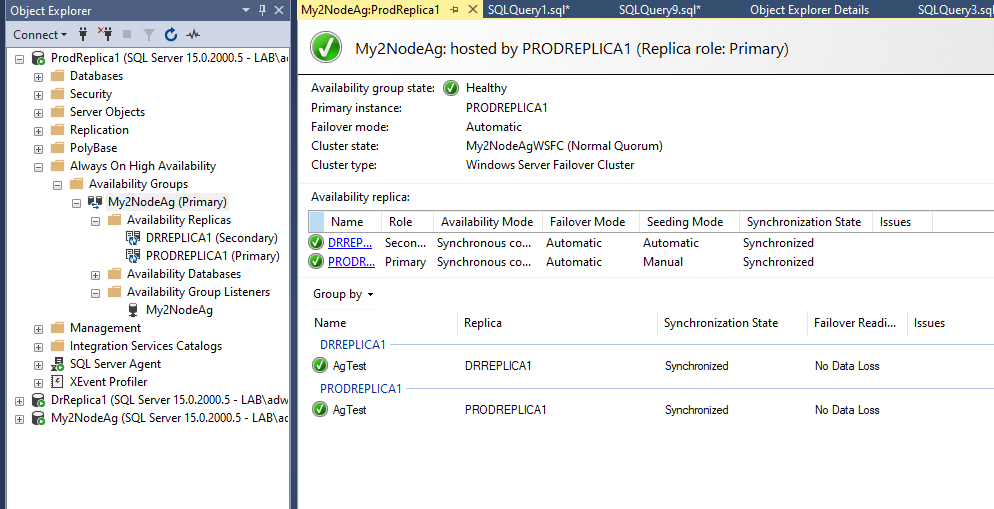 Object Explorer
Connect
ProdReplica1 (SQL Server 15.0.2000.5 - LAB\ac
Databases
Security
Server Objects
Replication
PolyBase
Always On High Availability
Availability Groups
My2NodeAg (Primary)
Availability Replicas
DRREPLICA1 (Secondary)
PRODREPLICA1 (Primary)
Availability Databases
Availability Group Listeners
My2NodeAg
Management
Integration Services Catalogs
SQL Server Agent
XEvent Profiler
DrReplica1 (SQL Server 15.0.2000.5 - LAB\adw
My2NodeAg (SQL Server 15.0.2000.5 - LAB\ac
My2NodeAg:ProdReplica1 SQLQuery1.sql* SQLQuery9.sql* Object Explorer Details SQLQuery3.sql
My2NodeAg: hosted by PRODREPLICA1 (Replica role: Primary)
Availability group state: Healthy
Primary instance: PRODREPLICA1
Failover mode: Automatic
Cluster state: My2NodeAgWSFC (Normal Quorum)
Cluster type: Windows Server Failover Cluster
Availability replica:
Name Role Availability Mode Failover Mode Seeding Mode Synchronization State Issues
DRREP... Secon... Synchronous co... Automatic Automatic Synchronized
PRODR... Primary Synchronous co... Automatic Manual Synchronized
Group by
Name Replica Synchronization State Failover Readi... Issues
DRREPLICA1
AgTest DRREPLICA1 Synchronized No Data Loss
PRODREPLICA1
AgTest PRODREPLICA1 Synchronized No Data Loss